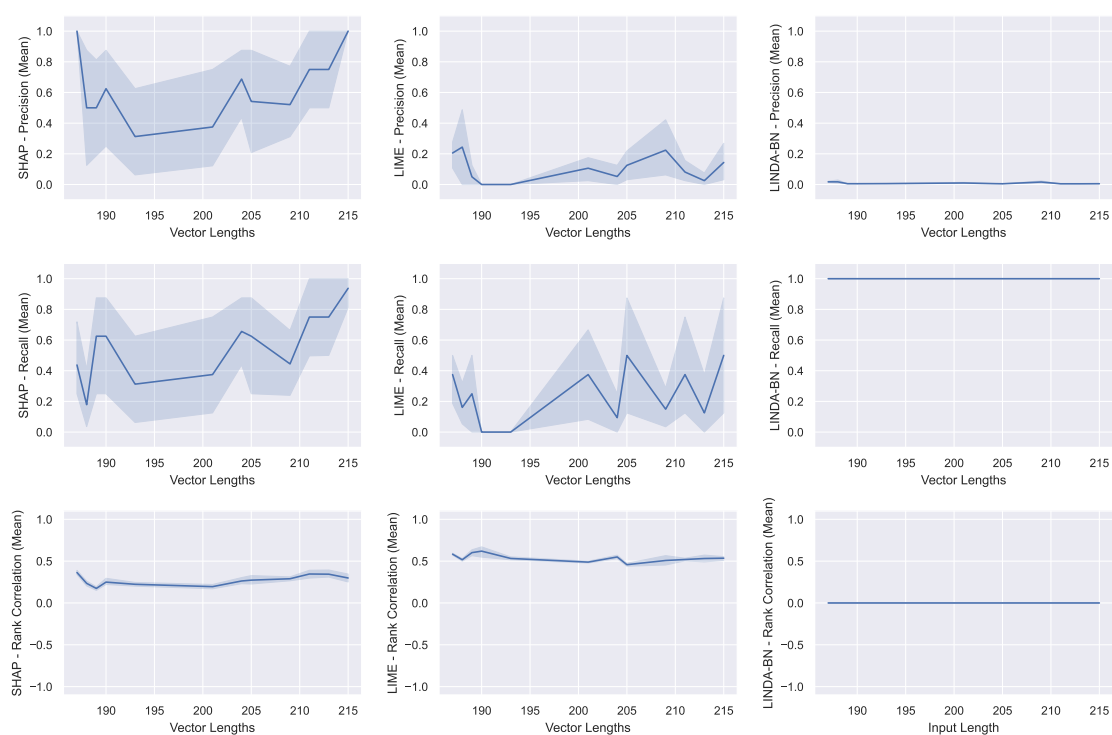 SHAP - Precision (Mean)
1.0
0.8
0.6
0.4
0.2
0.0
190 195 200 205 210 215
Vector Lengths
LIME - Precision (Mean)
1.0
0.8
0.6
0.4
0.2
0.0
190 195 200 205 210 215
Vector Lengths
LINDA-BN - Precision (Mean)
1.0
0.8
0.6
0.4
0.2
0.0
190 195 200 205 210 215
Vector Lengths
SHAP - Recall (Mean)
1.0
0.8
0.6
0.4
0.2
0.0
190 195 200 205 210 215
Vector Lengths
LIME - Recall (Mean)
1.0
0.8
0.6
0.4
0.2
0.0
190 195 200 205 210 215
Vector Lengths
LINDA-BN - Recall (Mean)
1.0
0.8
0.6
0.4
0.2
0.0
190 195 200 205 210 215
Vector Lengths
SHAP - Rank Correlation (Mean)
1.0
0.5
0.0
−0.5
−1.0
190 195 200 205 210 215
Vector Lengths
LIME - Rank Correlation (Mean)
1.0
0.5
0.0
−0.5
−1.0
190 195 200 205 210 215
Vector Lengths
LINDA-BN - Rank Correlation (Mean)
1.0
0.5
0.0
−0.5
−1.0
190 195 200 205 210 215
Input Length